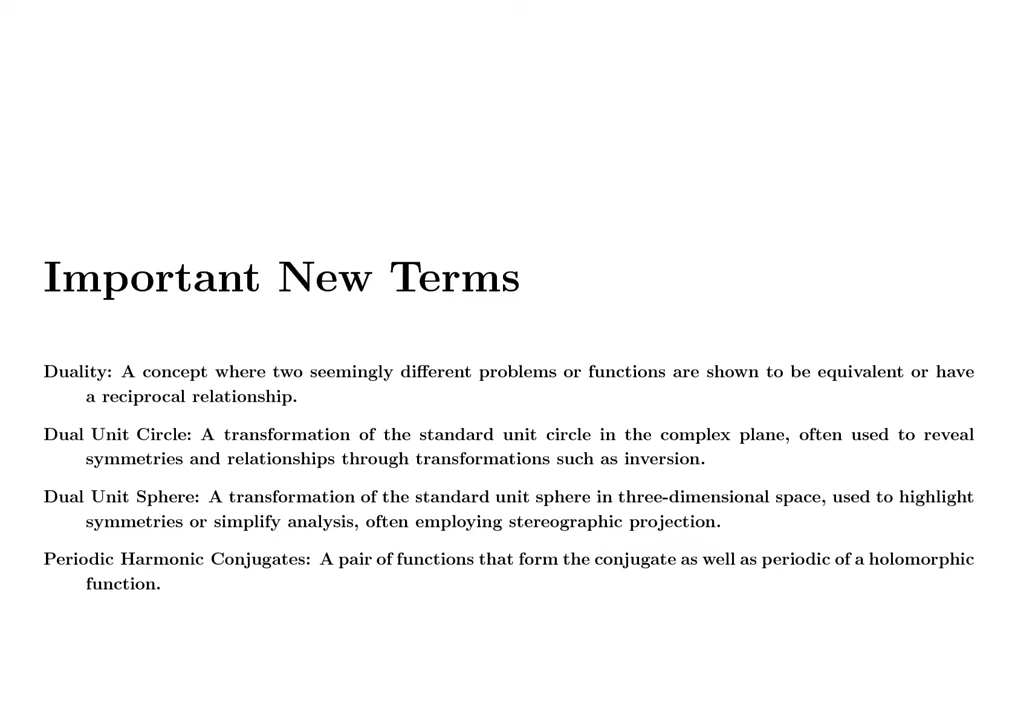 Important New Terms
Duality: A concept where two seemingly different problems or functions are shown to be equivalent or have
a reciprocal relationship.
Dual Unit Circle: A transformation of the standard unit circle in the complex plane, often used to reveal
symmetries and relationships through transformations such as inversion.
Dual Unit Sphere: A transformation of the standard unit sphere in three-dimensional space, used to highlight
symmetries or simplify analysis, often employing stereographic projection.
Periodic Harmonic Conjugates: A pair of functions that form the conjugate as well as periodic of a holomorphic
function.